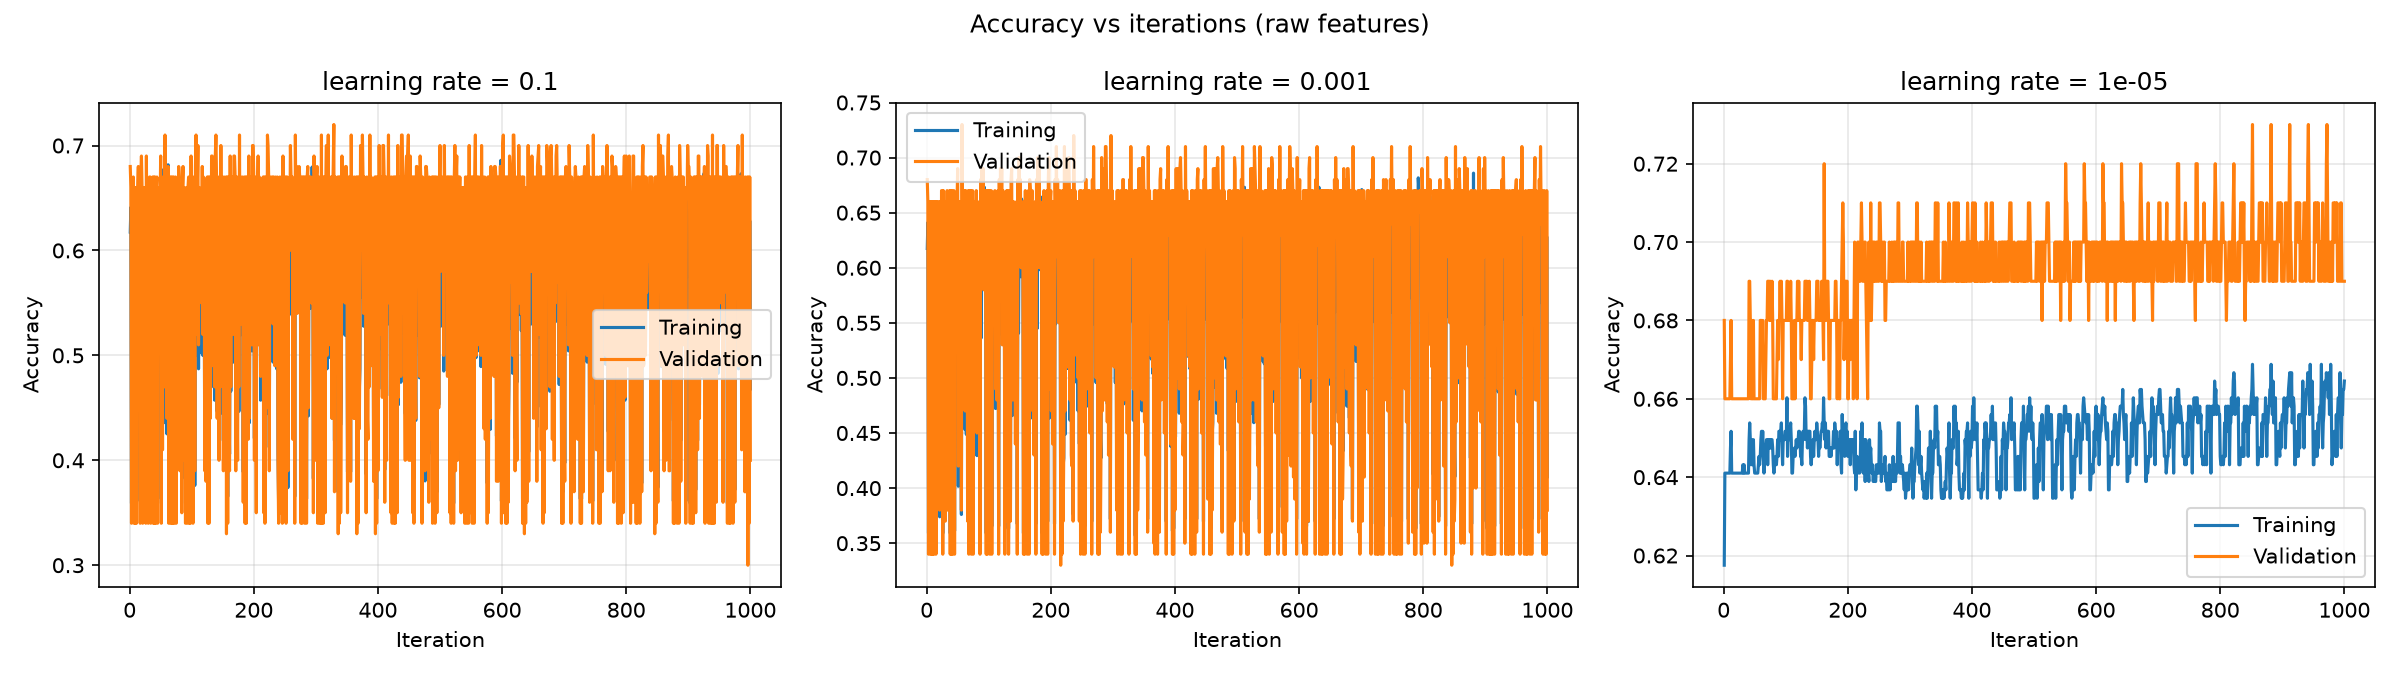 Accuracy vs iterations (raw features)
learning rate = 0.1
Accuracy
0.7
0.6
0.5
0.4
0.3
Training
Validation
0 200 400 600 800 1000
Iteration
learning rate = 0.001
Accuracy
0.75
0.70
0.65
0.60
0.55
0.50
0.45
0.40
0.35
Training
Validation
0 200 400 600 800 1000
Iteration
learning rate = 1e-05
Accuracy
0.72
0.70
0.68
0.66
0.64
0.62
Training
Validation
0 200 400 600 800 1000
Iteration